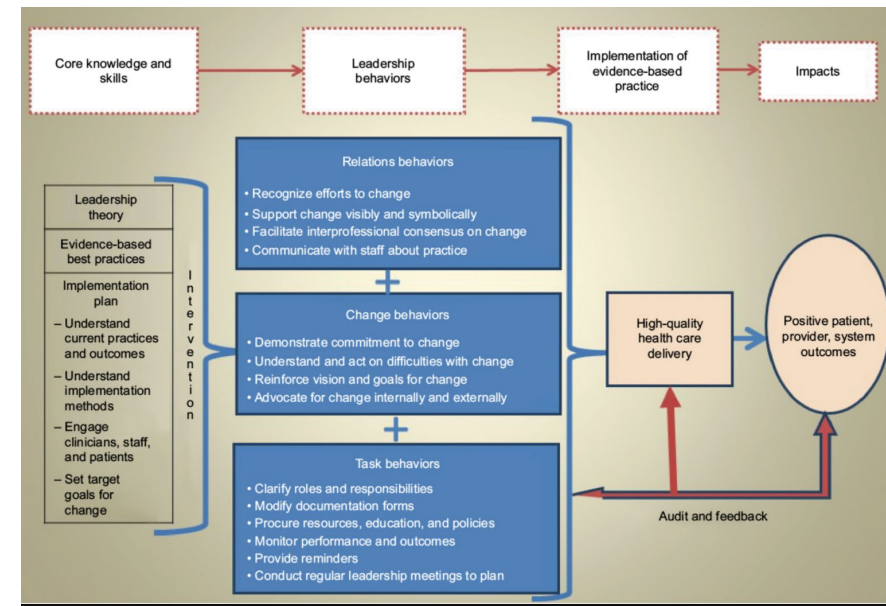 Core knowledge and
skills
Leadership
behaviors
Implementation of
evidence-based
practice
Impacts
Leadership
theory
Evidence-based
best practices
Implementation
plan
– Understand
current practices
and outcomes
– Understand
implementation
methods
– Engage
clinicians, staff,
and patients
– Set target
goals for
change
Intervention
Relations behaviors
• Recognize efforts to change
• Support change visibly and symbolically
• Facilitate interprofessional consensus on change
• Communicate with staff about practice
+
Change behaviors
• Demonstrate commitment to change
• Understand and act on difficulties with change
• Reinforce vision and goals for change
• Advocate for change internally and externally
+
Task behaviors
• Clarify roles and responsibilities
• Modify documentation forms
• Procure resources, education, and policies
• Monitor performance and outcomes
• Provide reminders
• Conduct regular leadership meetings to plan
High-quality
health care
delivery
Positive patient,
provider, system
outcomes
Audit and feedback